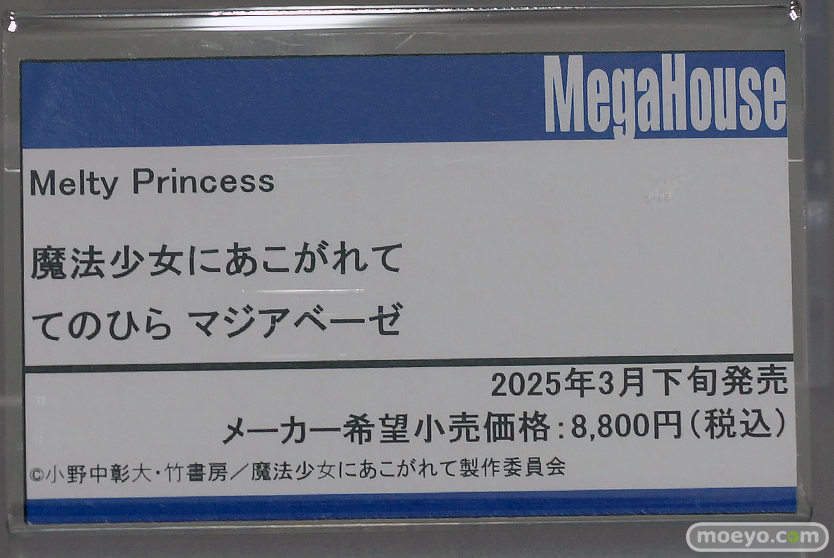 MegaHouse
Melty Princess
魔法少女にあこがれて
てのひら マジアベーゼ
2025年3月下旬発売
メーカー希望小売価格:8,800円(税込)
©小野中彰大・竹書房/魔法少女にあこがれて製作委員会
moeyo.com